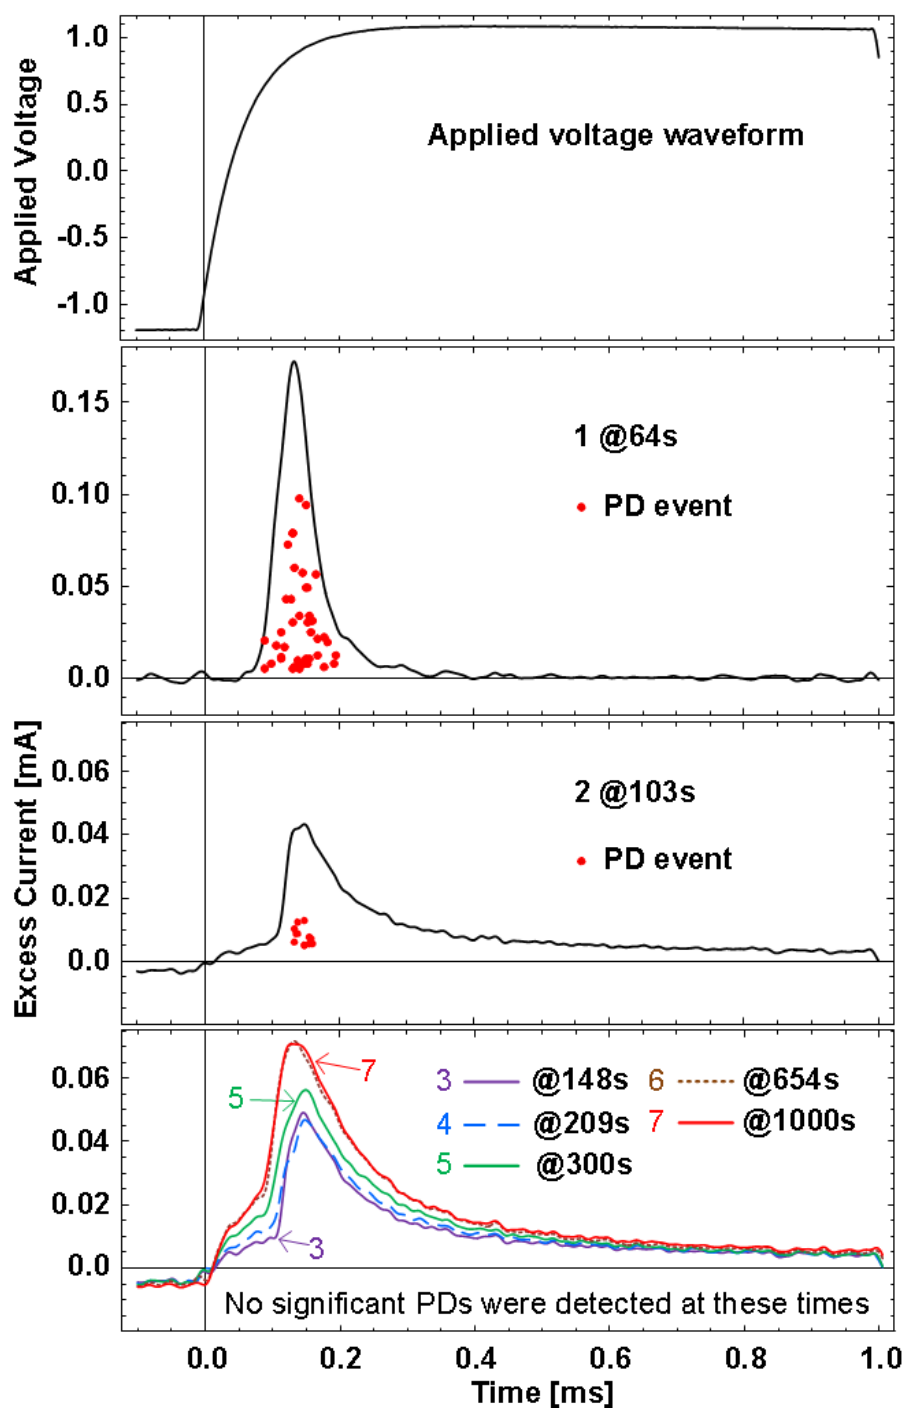 Applied Voltage
1.0
0.5
0.0
-0.5
-1.0
Applied voltage waveform
Excess Current [mA]
0.15
0.10
0.05
0.0
1 @64s
PD event
0.06
0.04
0.02
0.0
2 @103s
PD event
0.06
0.04
0.02
0.0
5
7
3
3 @148s 6 @654s
4 @209s 7 @1000s
5 @300s
No significant PDs were detected at these times
0.0 0.2 0.4 0.6 0.8 1.0
Time [ms]